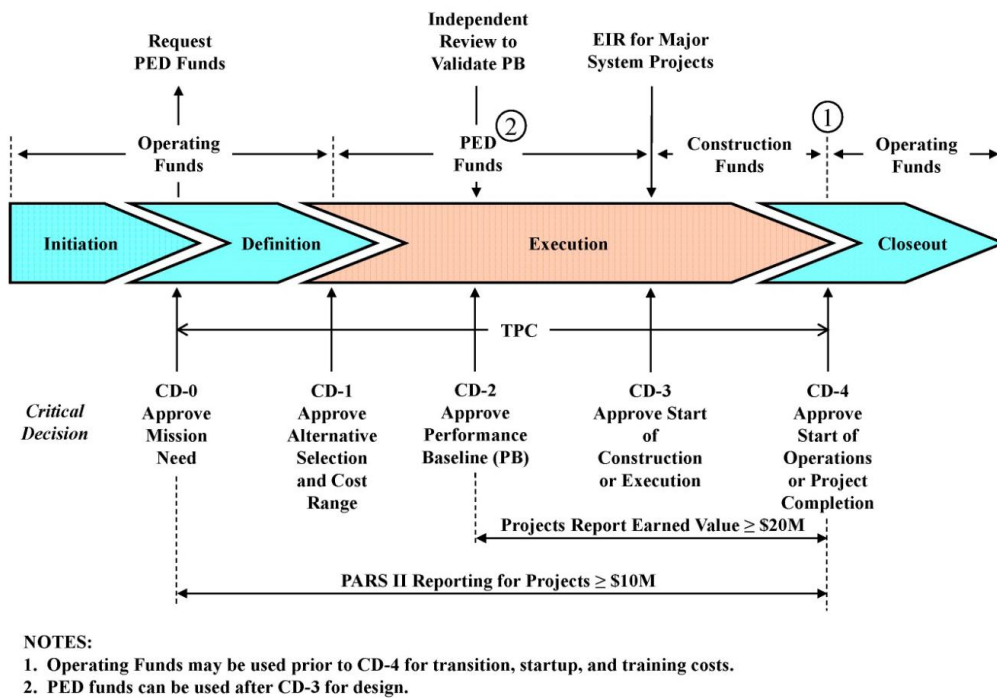 Request
PED Funds
Independent
Review to
Validate PB
EIR for Major
System Projects
Operating
Funds
PED
Funds
2
Construction
Funds
1
Operating
Funds
Initiation
Definition
Execution
Closeout
TPC
Critical
Decision
CD-0
Approve
Mission
Need
CD-1
Approve
Alternative
Selection
and Cost
Range
CD-2
Approve
Performance
Baseline (PB)
CD-3
Approve Start
of
Construction
or Execution
CD-4
Approve
Start of
Operations
or Project
Completion
Projects Report Earned Value ≥ $20M
PARS II Reporting for Projects ≥ $10M
NOTES:
1. Operating Funds may be used prior to CD-4 for transition, startup, and training costs.
2. PED funds can be used after CD-3 for design.